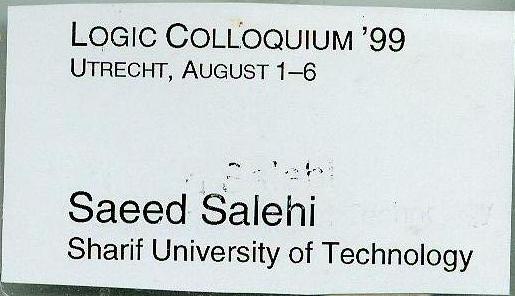 LOGIC COLLOQUIUM '99
UTRECHT, AUGUST 1–6
Saeed Salehi
Sharif University of Technology